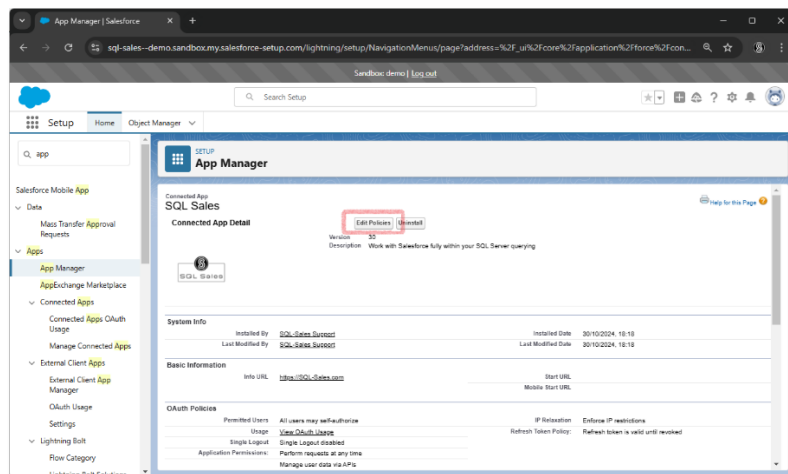 App Manager | Salesforce
sql-sales--demo.sandbox.my.salesforce-setup.com/lightning/setup/NavigationMenus/page?address=%2F_ui%2Fcore%2Fapplication%2Fforce%2Fcon...
Sandbox: demo | Log out
Search Setup
Setup Home Object Manager
app
SETUP
App Manager
Salesforce Mobile App
Data
Mass Transfer Approval
Requests
Apps
App Manager
AppExchange Marketplace
Connected Apps
Connected Apps OAuth
Usage
Manage Connected Apps
External Client Apps
External Client App
Manager
OAuth Usage
Settings
Lightning Bolt
Flow Category
Lightning Bolt Solutions
Connected App
SQL Sales
Help for this Page
Connected App Detail
Edit Policies Uninstall
Version 30
Description Work with Salesforce fully within your SQL Server querying
SQL Sales
System Info
Installed By SQL-Sales Support Installed Date 30/10/2024, 18:18
Last Modified By SQL-Sales Support Last Modified Date 30/10/2024, 18:18
Basic Information
Info URL https://SQL-Sales.com Start URL
Mobile Start URL
OAuth Policies
Permitted Users All users may self-authorize IP Relaxation Enforce IP restrictions
Usage View OAuth Usage Refresh Token Policy: Refresh token is valid until revoked
Single Logout Single Logout disabled
Application Permissions: Perform requests at any time
Manage user data via APIs